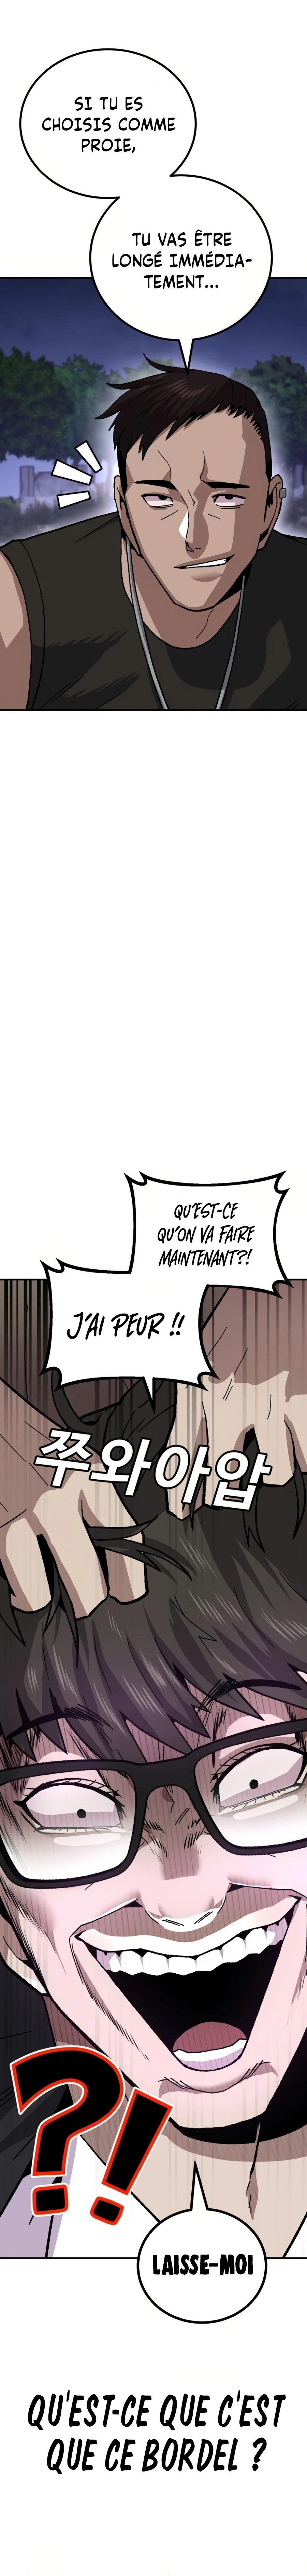 SI TU ES
CHOISIS COMME
PROIE,
TU VAS ÊTRE
LONGÉ IMMÉDIA-
TEMENT...
QU'EST-CE
QU'ON VA FAIRE
MAINTENANT?!
J'AI PEUR !!
쭈와아압
?!
LAISSE-MOI
QU'EST-CE QUE C'EST
QUE CE BORDEL ?